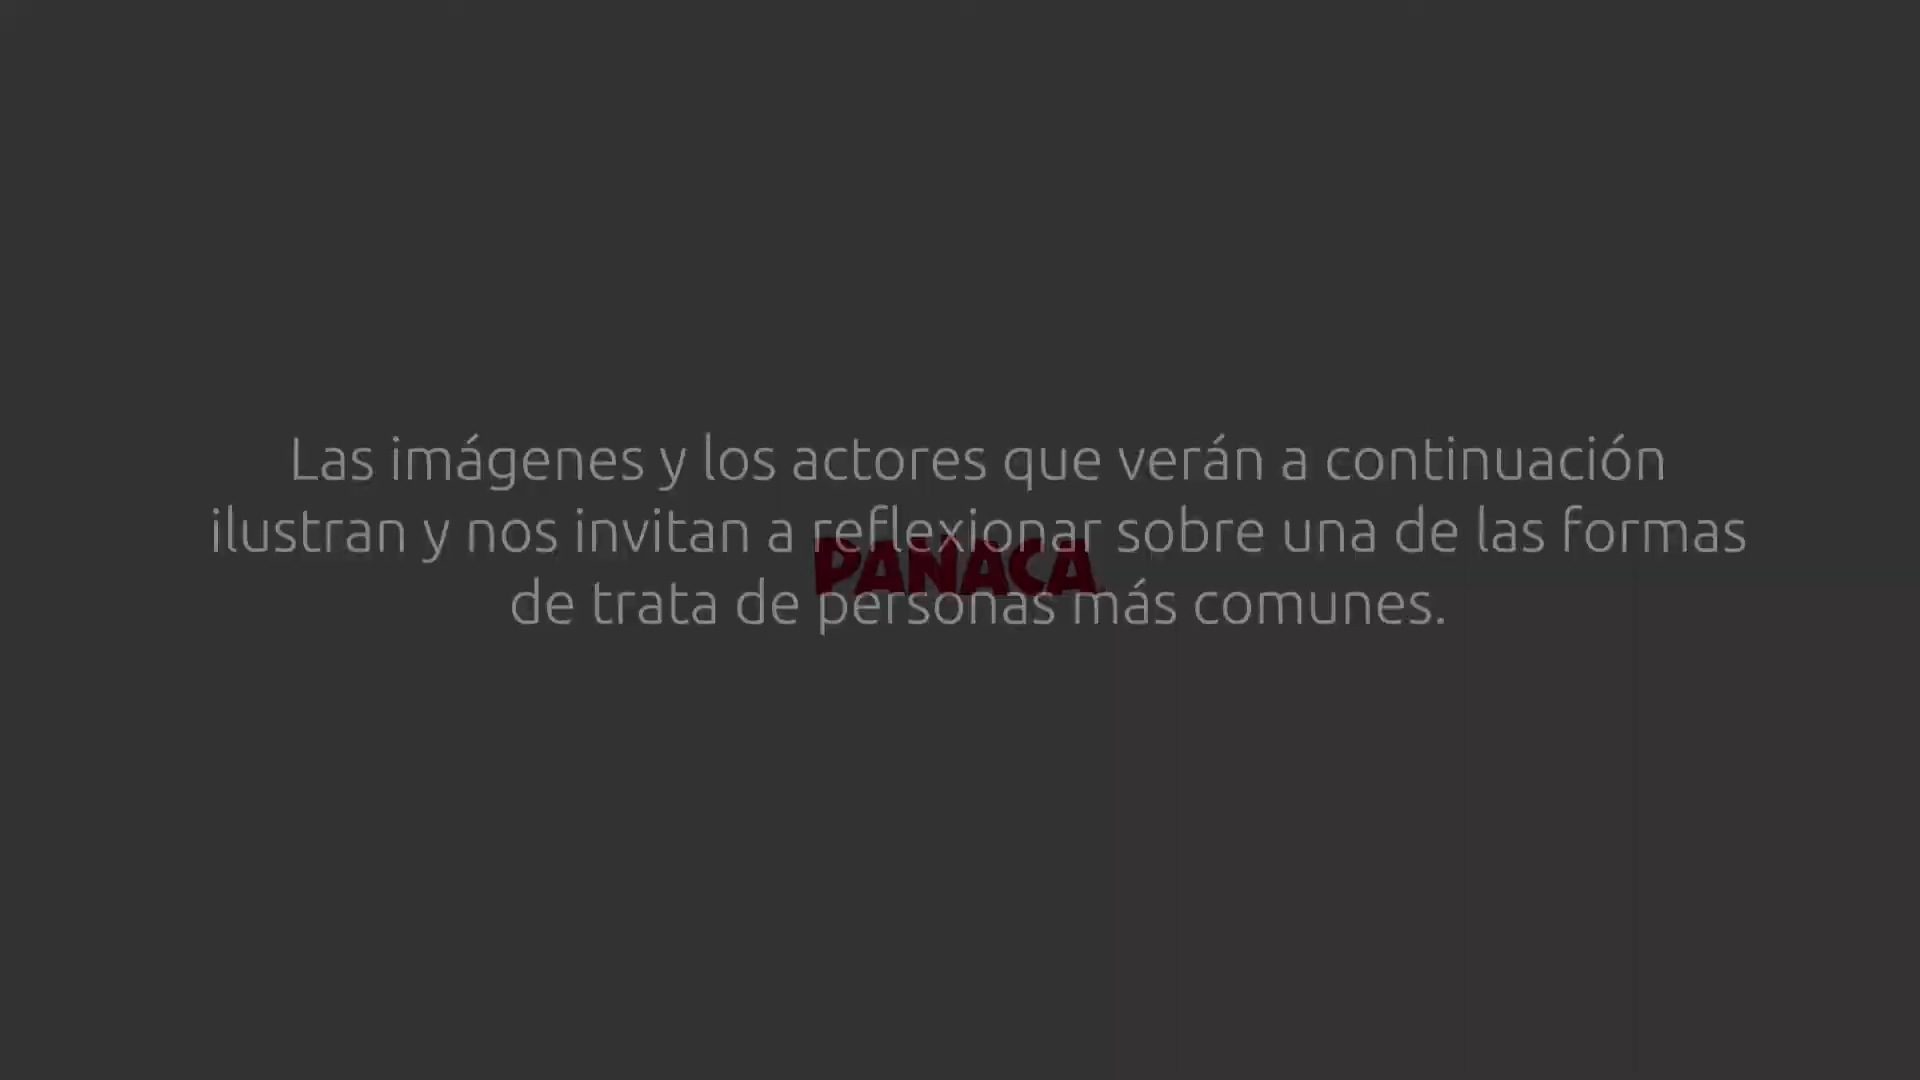 Las imágenes y los actores que verán a continuación
ilustran y nos invitan a reflexionar sobre una de las formas
PANACA
de trata de personas más comunes.